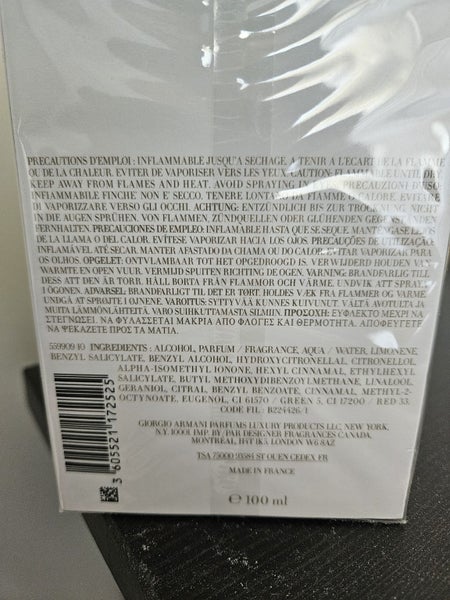 PRECAUTIONS D'EMPLOI : INFLAMMABLE JUSQU'A SECHAGE. A TENIR A L'ECART DE LA FLAMME
OU DE LA CHALEUR. EVITER DE VAPORISER VERS LES YEUX. CAUTION: FLAMMABLE UNTIL DRY.
KEEP AWAY FROM FLAMES AND HEAT. AVOID SPRAYING IN EYES. PRECAUZIONI D'USO:
INFIAMMABILE FINCHE' NON E' SECCO. TENERE LONTANO DA FIAMME O CALORE. EVITARE
DI VAPORIZZARE VERSO GLI OCCHI. ACHTUNG: ENTZÜNDLICH BIS ZUR TROCKNUNG. NICHT
IN DIE AUGEN SPRÜHEN. VON FLAMMEN, ZÜNDQUELLEN ODER GLÜHENDEN GEGENSTÄNDEN
FERNHALTEN. PRECAUCIONES DE EMPLEO: INFLAMABLE HASTA QUE SE SEQUE. MANTENGASE LEJOS
DE LA LLAMA O DEL CALOR. EVÍTESE VAPORIZAR HACIA LOS OJOS. PRECAUÇÕES DE UTILIZAÇÃO:
INFLAMÁVEL ATÉ SECAR. MANTER AFASTADO DA CHAMA OU DO CALOR. EVITAR VAPORIZAR PARA
OS OLHOS. OPGELET: ONTVLAMBAAR TOT HET OPGEDROOGD IS. VERWIJDERD HOUDEN VAN
WARMTE EN OPEN VUUR. VERMIJD SPUITEN RICHTING DE OGEN. VARNING: BRANDFARLIG TILL
DESS ATT DEN ÄR TORR. HÅLL BORTA FRÅN FLAMMOR OCH VÄRME. UNDVIK ATT SPRAYA
I ÖGONEN. ADVARSEL: BRANDFARLIGT TIL DET ER TØRT. HOLDES VÆK FRA FLAMMER OG VARME.
UNDGÅ AT SPRØJTE I ØJNENE. VAROITUS: SYTTYVÄÄ KUNNES KUIVUNUT. VÄLTÄ AVOTULTA JA
MUITA LÄMMÖNLÄHTEITÄ. VARO SUIHKUTTAMASTA SILMIIN. ΠΡΟΣΟΧΗ: ΕΥΦΛΕΚΤΟ ΜΕΧΡΙ ΝΑ
ΣΤΕΓΝΩΣΕΙ. ΝΑ ΦΥΛΑΣΣΕΤΑΙ ΜΑΚΡΙΑ ΑΠΟ ΦΛΟΓΕΣ ΚΑΙ ΘΕΡΜΟΤΗΤΑ. ΑΠΟΦΕΥΓΕΤΕ
ΝΑ ΨΕΚΑΖΕΤΕ ΠΡΟΣ ΤΑ ΜΑΤΙΑ.
559909 40 INGREDIENTS : ALCOHOL, PARFUM / FRAGRANCE, AQUA / WATER, LIMONENE,
BENZYL SALICYLATE, BENZYL ALCOHOL, HYDROXYCITRONELLAL, CITRONELLOL,
ALPHA-ISOMETHYL IONONE, HEXYL CINNAMAL, ETHYLHEXYL
SALICYLATE, BUTYL METHOXYDIBENZOYLMETHANE, LINALOOL,
GERANIOL, CITRAL, BENZYL BENZOATE, CINNAMAL, METHYL-2-
OCTYNOATE, EUGENOL, CI 61570 / GREEN 5, CI 17200 / RED 33.
CODE F.I.L. : B224426/1
GIORGIO ARMANI PARFUMS LUXURY PRODUCTS LLC, NEW YORK,
N.Y. 10001. IMP. BY/PAR DESIGNER FRAGRANCES CANADA,
MONTRÉAL, H4T 1K5. LONDON W6 8AZ
TSA 75000 93584 ST OUEN CEDEX. FR
MADE IN FRANCE
℮ 100 ml
3 605521 172525